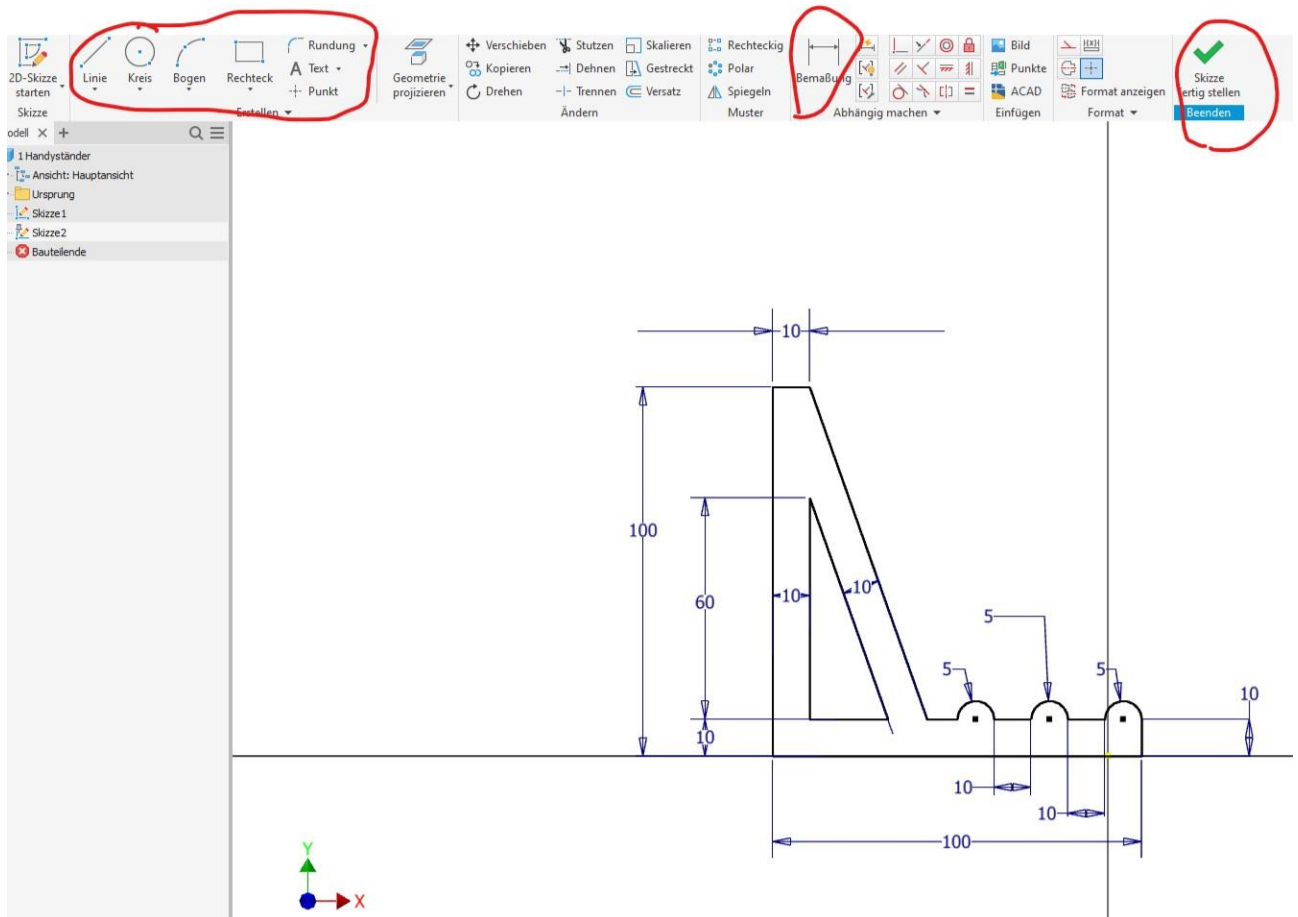 Linie Kreis Bogen Rechteck Rundung Text Punkt
2D-Skizze starten
Geometrie projizieren
Verschieben Stutzen Skalieren
Kopieren Dehnen Gestreckt
Drehen Trennen Versatz
Rechteckig
Polar
Spiegeln
Bemaßung
Bild
Punkte
ACAD
Format anzeigen
Skizze
ertig stellen
Skizze Erstellen Ändern Muster Abhängig machen Einfügen Format Beenden
odell
1 Handyständer
Ansicht: Hauptansicht
Ursprung
Skizze1
Skizze2
Bauteilende
10
100
60
10
10
10
5
5
5
10
10
10
100
Y
X